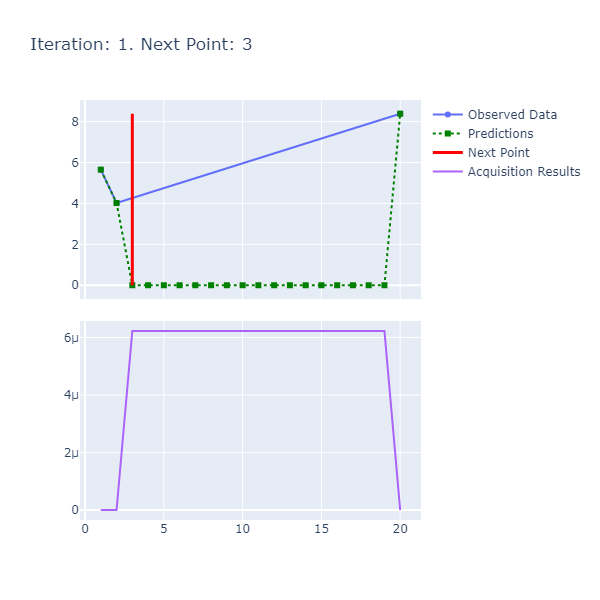 Iteration: 1. Next Point: 3
8
6
4
2
0
Observed Data
Predictions
Next Point
Acquisition Results
6μ
4μ
2μ
0
0 5 10 15 20